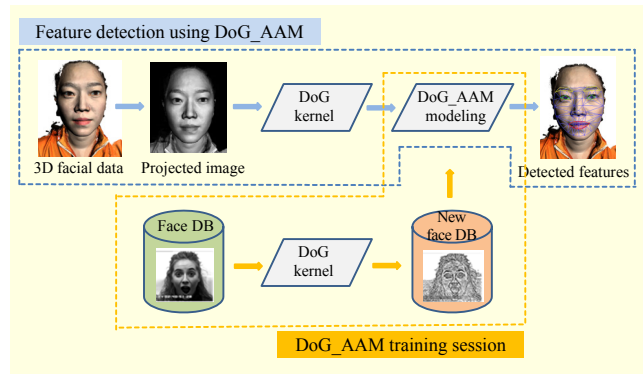 Feature detection using DoG_AAM
DoG
kernel
DoG_AAM
modeling
3D facial data
Projected image
Detected features
Face DB
DoG
kernel
New
face DB
DoG_AAM training session